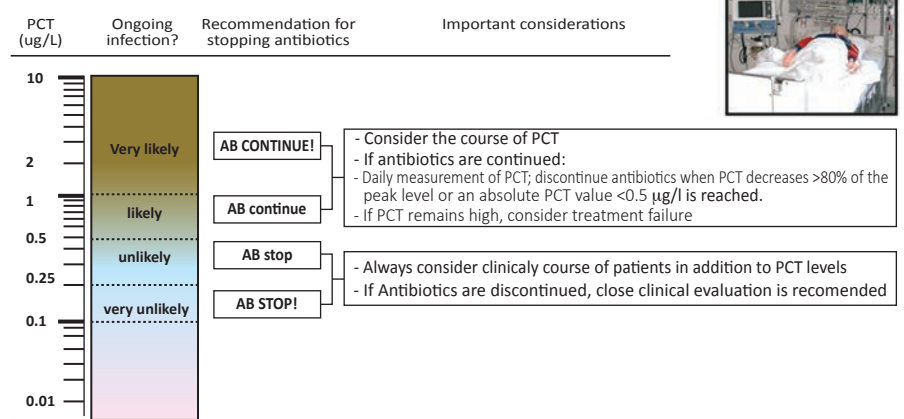 PCT (ug/L)
Ongoing infection?
Recommendation for stopping antibiotics
Important considerations
10
2
1
0.5
0.25
0.1
0.01
Very likely
likely
unlikely
very unlikely
AB CONTINUE!
AB continue
AB stop
AB STOP!
- Consider the course of PCT
- If antibiotics are continued:
- Daily measurement of PCT; discontinue antibiotics when PCT decreases >80% of the
peak level or an absolute PCT value <0.5 µg/l is reached.
- If PCT remains high, consider treatment failure
- Always consider clinicaly course of patients in addition to PCT levels
- If Antibiotics are discontinued, close clinical evaluation is recomended